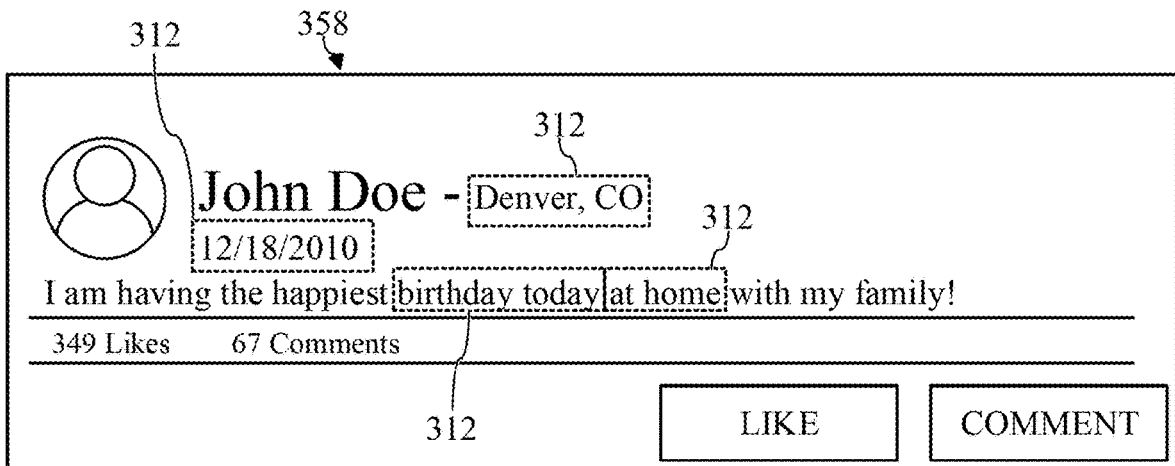 312
358
312
John Doe - Denver, CO
312
12/18/2010
I am having the happiest birthday today at home with my family!
349 Likes 67 Comments
312
LIKE COMMENT